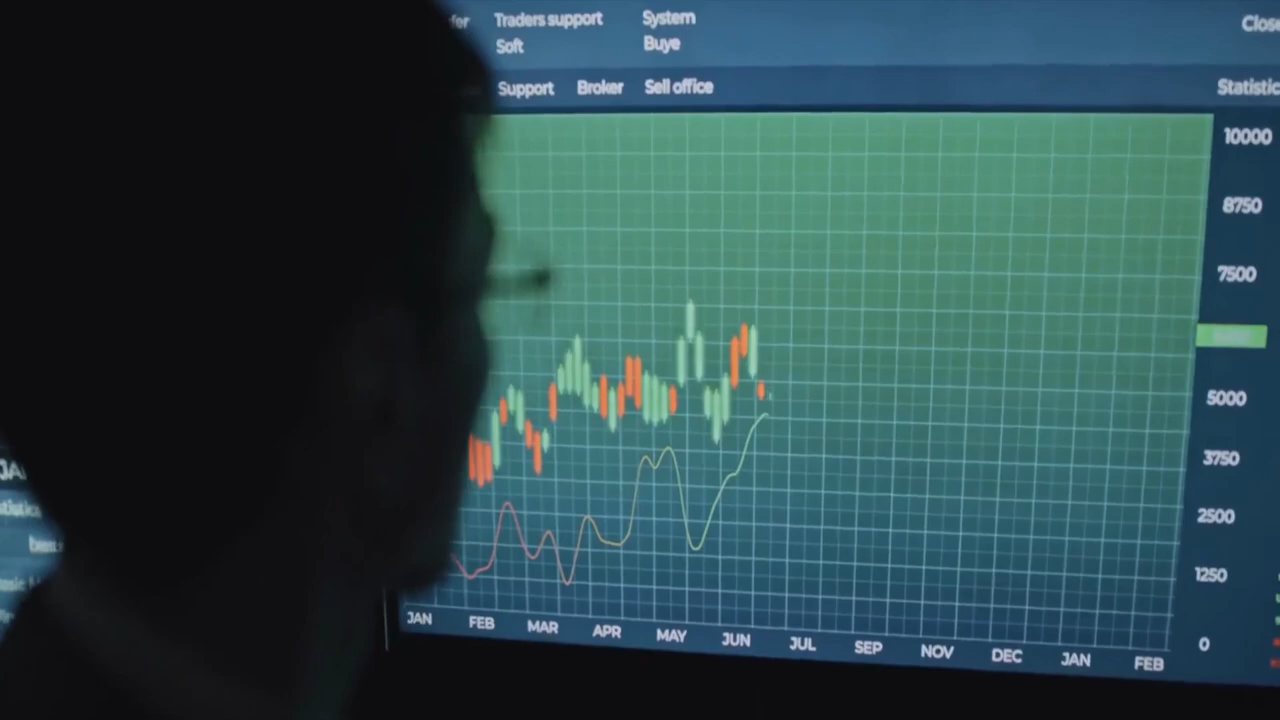 Traders support System Close
Soft Buye
Support Broker Sell office Statistic
10000
8750
7500
5000
3750
2500
1250
0
JAN FEB MAR APR MAY JUN JUL SEP NOV DEC JAN FEB
JA